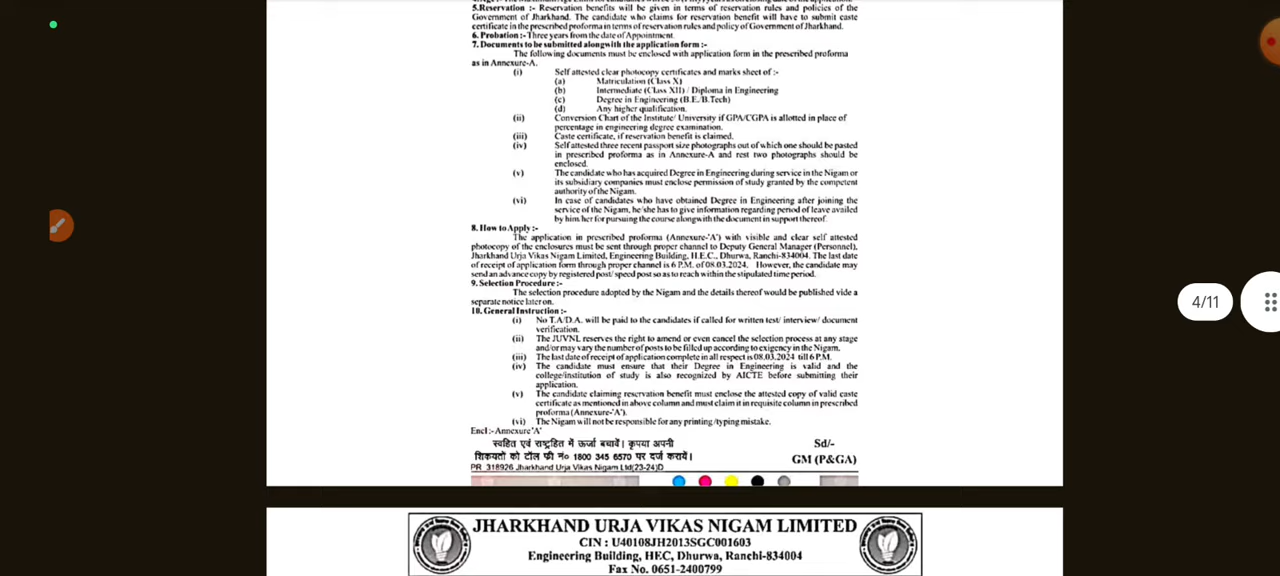 5.Reservation :- Reservation benefits will be given in terms of reservation rules and policies of the
Government of Jharkhand. The candidate who claims for reservation benefit will have to submit caste
certificate in the prescribed proforma in terms of reservation rules and policy of Government of Jharkhand.
6. Probation :- Three years from the date of Appointment.
7. Documents to be submitted alongwith the application form :-
The following documents must be enclosed with application form in the prescribed proforma
as in Annexure-A.
(i) Self attested clear photocopy certificates and marks sheet of :-
(a) Matriculation (Class X)
(b) Intermediate (Class XII) / Diploma in Engineering
(c) Degree in Engineering (B.E./B.Tech)
(d) Any higher qualification.
(ii) Conversion Chart of the Institute/ University if GPA/CGPA is allotted in place of
percentage in engineering degree examination.
(iii) Caste certificate, if reservation benefit is claimed.
(iv) Self attested three recent passport size photographs out of which one should be pasted
in prescribed proforma as in Annexure-A and rest two photographs should be
enclosed.
(v) The candidate who has acquired Degree in Engineering during service in the Nigam or
its subsidiary companies must enclose permission of study granted by the competent
authority of the Nigam.
(vi) In case of candidates who have obtained Degree in Engineering after joining the
service of the Nigam, he/she has to give information regarding period of leave availed
by him/her for pursuing the course alongwith the document in support thereof.
8. How to Apply :-
The application in prescribed proforma (Annexure-'A') with visible and clear self attested
photocopy of the enclosures must be sent through proper channel to Deputy General Manager (Personnel),
Jharkhand Urja Vikas Nigam Limited, Engineering Building, H.E.C., Dhurwa, Ranchi-834004. The last date
of receipt of application form through proper channel is 6 P.M. of 08.03.2024. However, the candidate may
send an advance copy by registered post/ speed post so as to reach within the stipulated time period.
9. Selection Procedure :-
The selection procedure adopted by the Nigam and the details thereof would be published vide a
separate notice later on.
10. General Instruction :-
(i) No T.A/D.A. will be paid to the candidates if called for written test/ interview/ document
verification.
(ii) The JUVNL reserves the right to amend or even cancel the selection process at any stage
and/or may vary the number of posts to be filled up according to exigency in the Nigam.
(iii) The last date of receipt of application complete in all respect is 08.03.2024 till 6 P.M.
(iv) The candidate must ensure that their Degree in Engineering is valid and the
college/institution of study is also recognized by AICTE before submitting their
application.
(v) The candidate claiming reservation benefit must enclose the attested copy of valid caste
certificate as mentioned in above column and must claim it in requisite column in prescribed
proforma (Annexure-'A').
(vi) The Nigam will not be responsible for any printing /typing mistake.
Encl :- Annexure 'A'
स्वहित एवं राष्ट्रहित में ऊर्जा बचावें। कृपया अपनी
शिकायतों को टॉल फ्री नं० 1800 345 6570 पर दर्ज करायें।
Sd/-
GM (P&GA)
PR 318926 Jharkhand Urja Vikas Nigam Ltd(23-24)D
4/11
JHARKHAND URJA VIKAS NIGAM LIMITED
CIN : U40108JH2013SGC001603
Engineering Building, HEC, Dhurwa, Ranchi-834004
Fax No. 0651-2400799